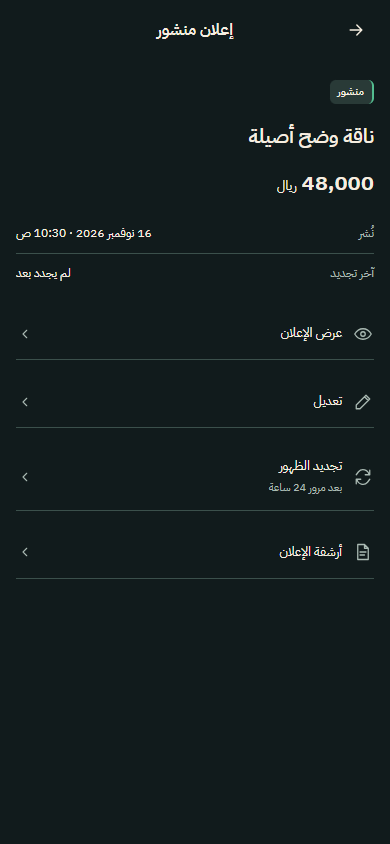 إعلان منشور
منشور
ناقة وضح أصيلة
48,000 ريال
نُشر
16 نوفمبر 2026 · 10:30 ص
آخر تجديد
لم يجدد بعد
عرض الإعلان
تعديل
تجديد الظهور
بعد مرور 24 ساعة
أرشفة الإعلان